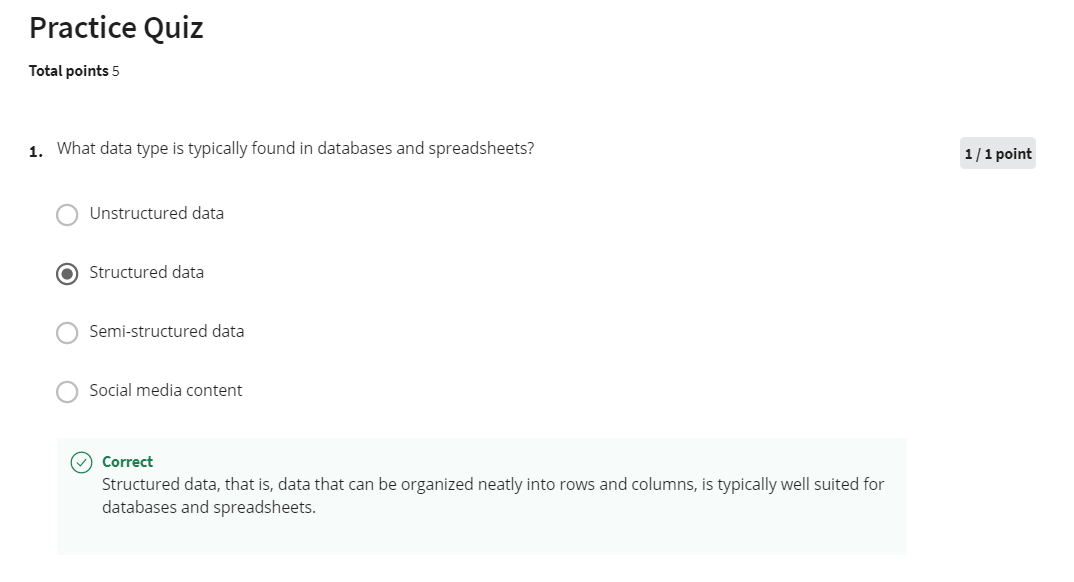 Practice Quiz
Total points 5
1. What data type is typically found in databases and spreadsheets?
1 / 1 point
Unstructured data
Structured data
Semi-structured data
Social media content
Correct
Structured data, that is, data that can be organized neatly into rows and columns, is typically well suited for
databases and spreadsheets.